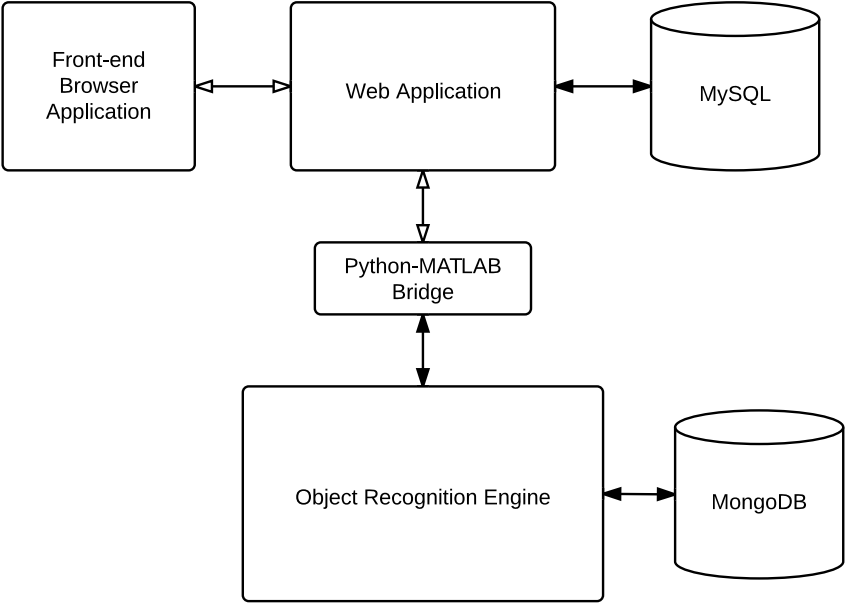 Front-end
Browser
Application
Web Application
MySQL
Python-MATLAB
Bridge
Object Recognition Engine
MongoDB